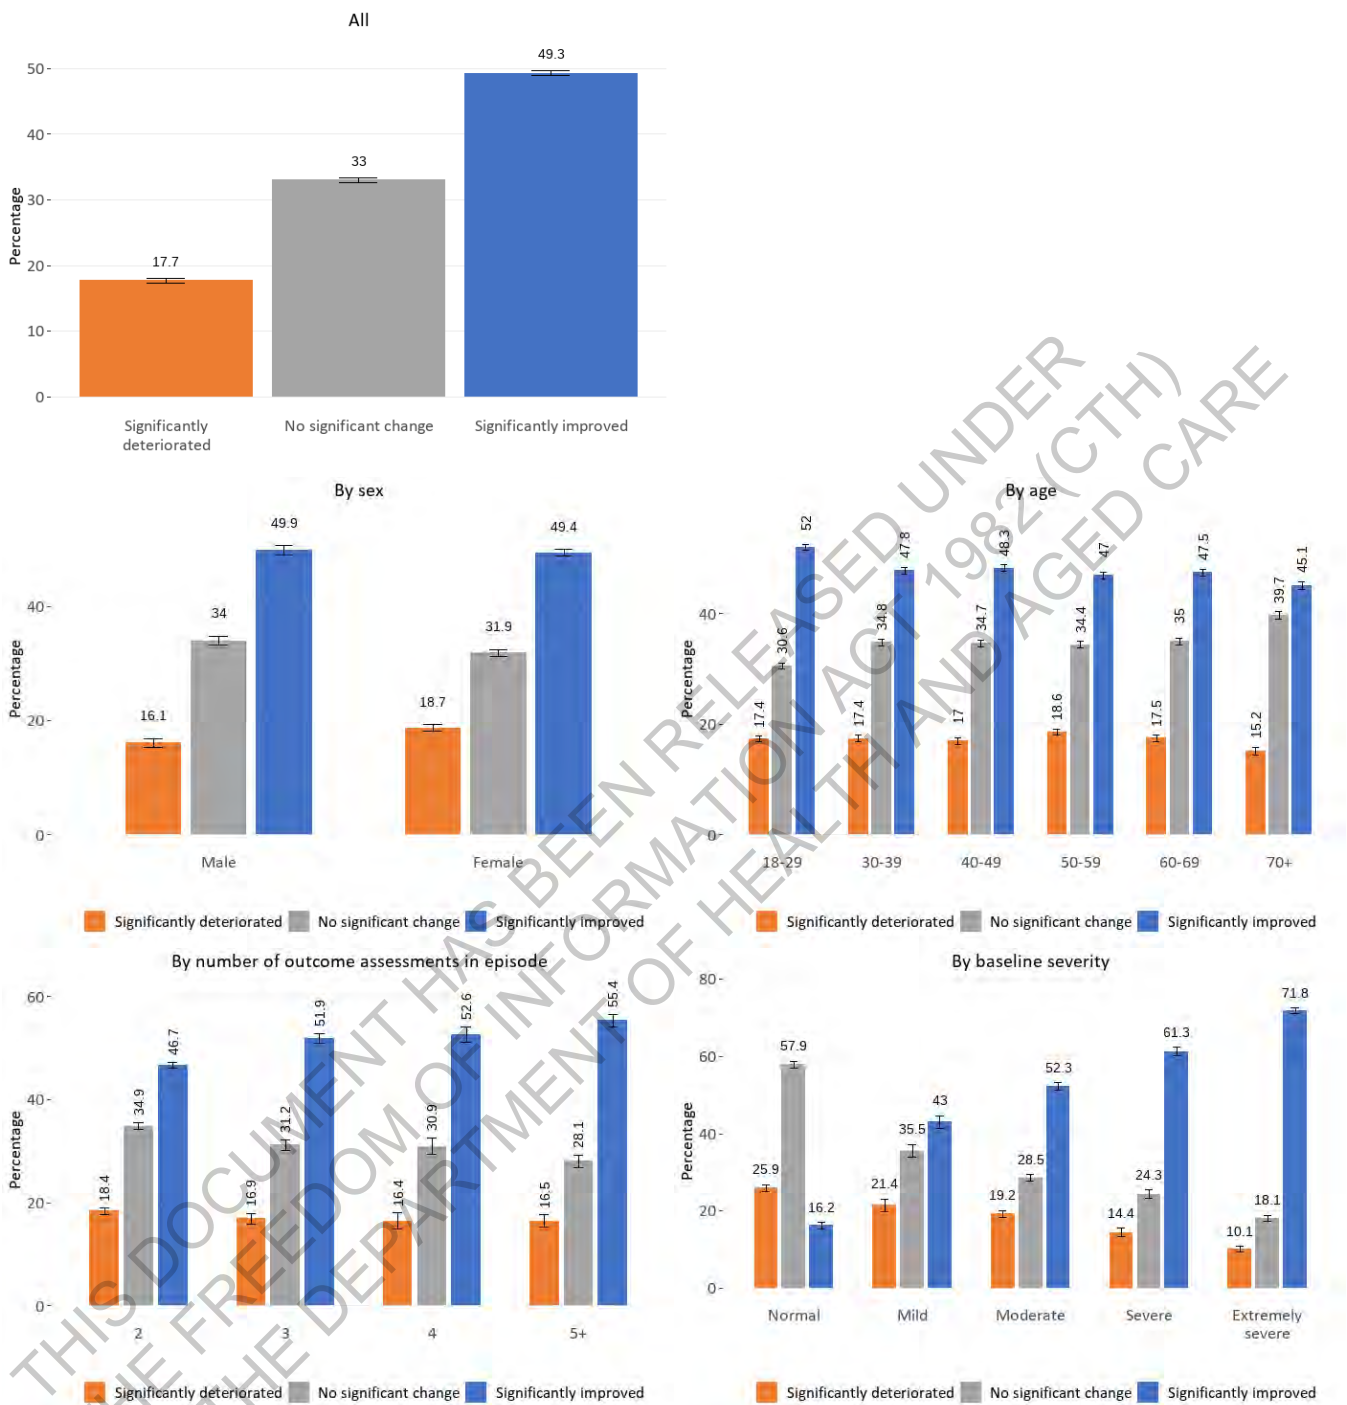 All
49.3
50
40
33
30
Percentage
20
17.7
10
0
Significantly
deteriorated
No significant change
Significantly improved
By sex
49.9
49.4
40
34
31.9
Percentage
20
16.1
18.7
0
Male
Female
Significantly deteriorated
No significant change
Significantly improved
By age
40
Percentage
20
0
17.4
30.6
52
17.4
34.8
47.8
17
34.7
48.3
18.6
34.4
47
17.5
35
47.5
15.2
39.7
45.1
18-29
30-39
40-49
50-59
60-69
70+
Significantly deteriorated
No significant change
Significantly improved
By number of outcome assessments in episode
60
40
Percentage
20
0
18.4
34.9
46.7
16.9
31.2
51.9
16.4
30.9
52.6
16.5
28.1
55.4
2
3
4
5+
Significantly deteriorated
No significant change
Significantly improved
By baseline severity
80
60
40
Percentage
20
0
25.9
57.9
16.2
21.4
35.5
43
19.2
28.5
52.3
14.4
24.3
61.3
10.1
18.1
71.8
Normal
Mild
Moderate
Severe
Extremely
severe
Significantly deteriorated
No significant change
Significantly improved
THIS DOCUMENT HAS BEEN RELEASED UNDER
THE FREEDOM OF INFORMATION ACT 1982 (CTH)
THE DEPARTMENT OF HEALTH AND AGED CARE